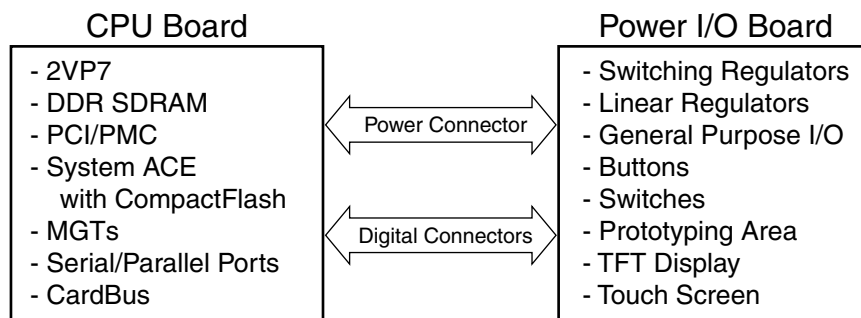 CPU Board
- 2VP7
- DDR SDRAM
- PCI/PMC
- System ACE
with CompactFlash
- MGTs
- Serial/Parallel Ports
- CardBus
Power Connector
Digital Connectors
Power I/O Board
- Switching Regulators
- Linear Regulators
- General Purpose I/O
- Buttons
- Switches
- Prototyping Area
- TFT Display
- Touch Screen